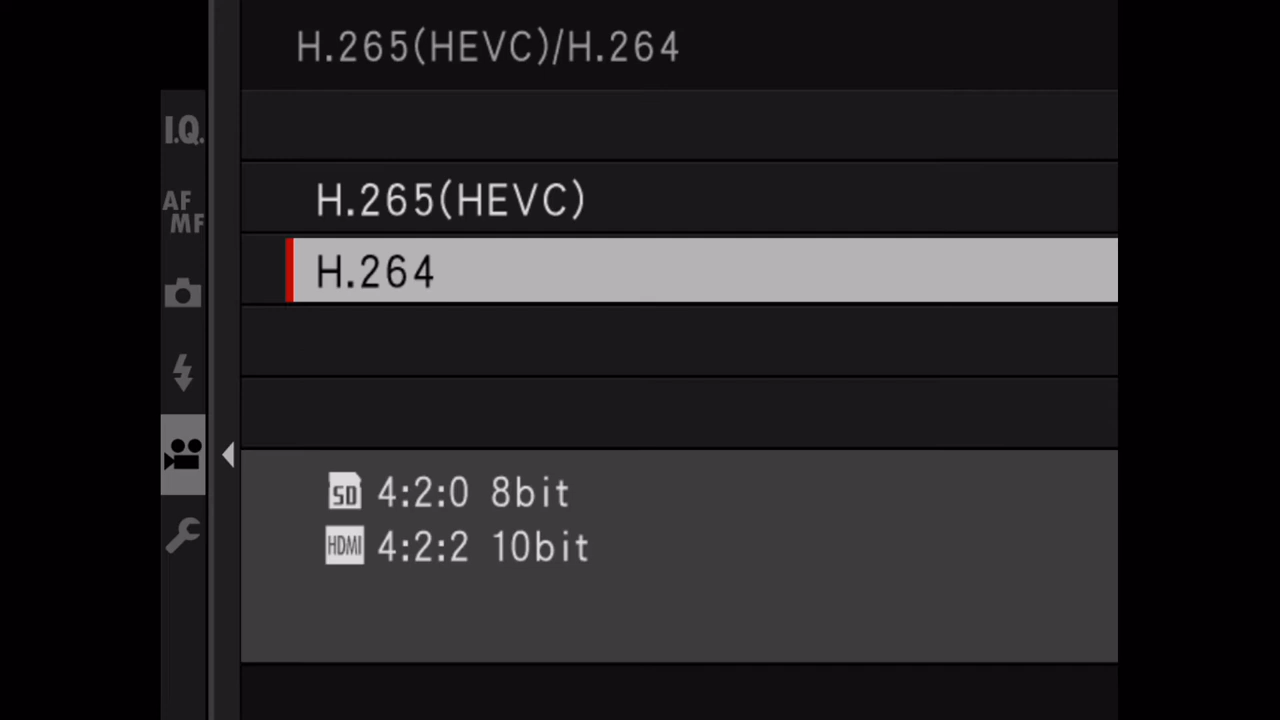 H.265(HEVC)/H.264
I.Q.
H.265(HEVC)
AF
MF
H.264
SD 4:2:0 8bit
HDMI 4:2:2 10bit